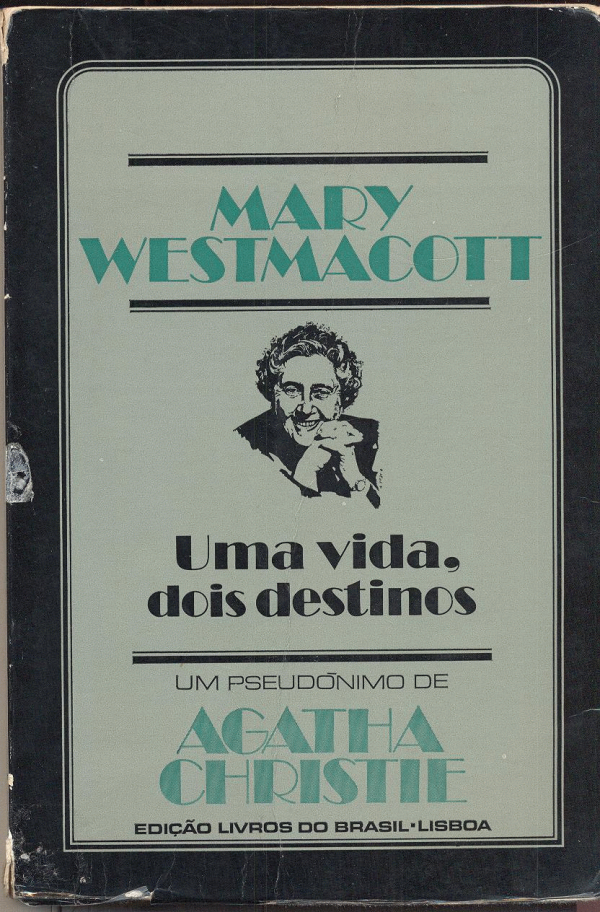 MARY
WESTMACOTT
Uma vida,
dois destinos
UM PSEUDÓNIMO DE
AGATHA
CHRISTIE
EDIÇÃO LIVROS DO BRASIL·LISBOA